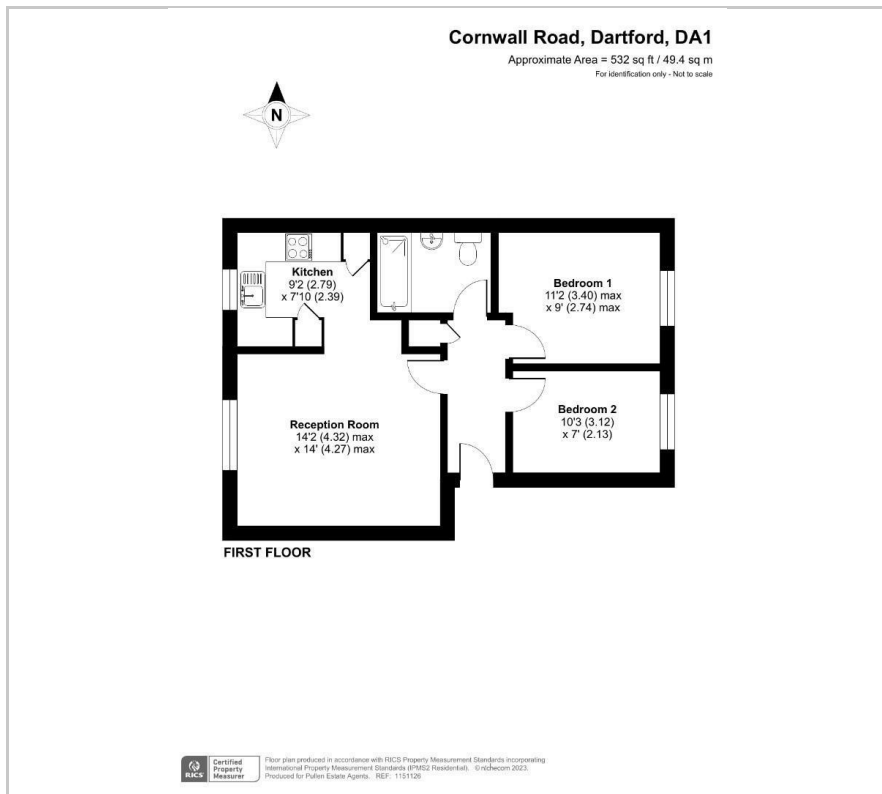 Cornwall Road, Dartford, DA1
Approximate Area = 532 sq ft / 49.4 sq m
For identification only - Not to scale
N
Kitchen
9'2 (2.79)
x 7'10 (2.39)
Bedroom 1
11'2 (3.40) max
x 9' (2.74) max
Reception Room
14'2 (4.32) max
x 14' (4.27) max
Bedroom 2
10'3 (3.12)
x 7' (2.13)
FIRST FLOOR
RICS
Certified
Property
Measurer
Floor plan produced in accordance with RICS Property Measurement Standards incorporating
International Property Measurement Standards (IPMS2 Residential). © nichecom 2023.
Produced for Pullen Estate Agents. REF: 1151126